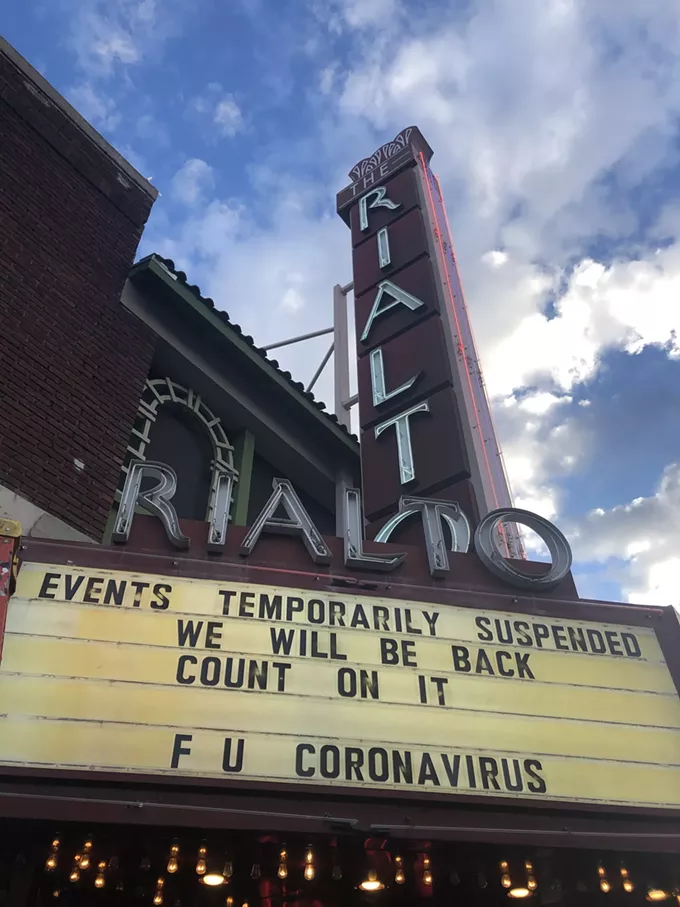 THE
RIALTO
RIALTO
EVENTS TEMPORARILY SUSPENDED
WE WILL BE BACK
COUNT ON IT
F U CORONAVIRUS